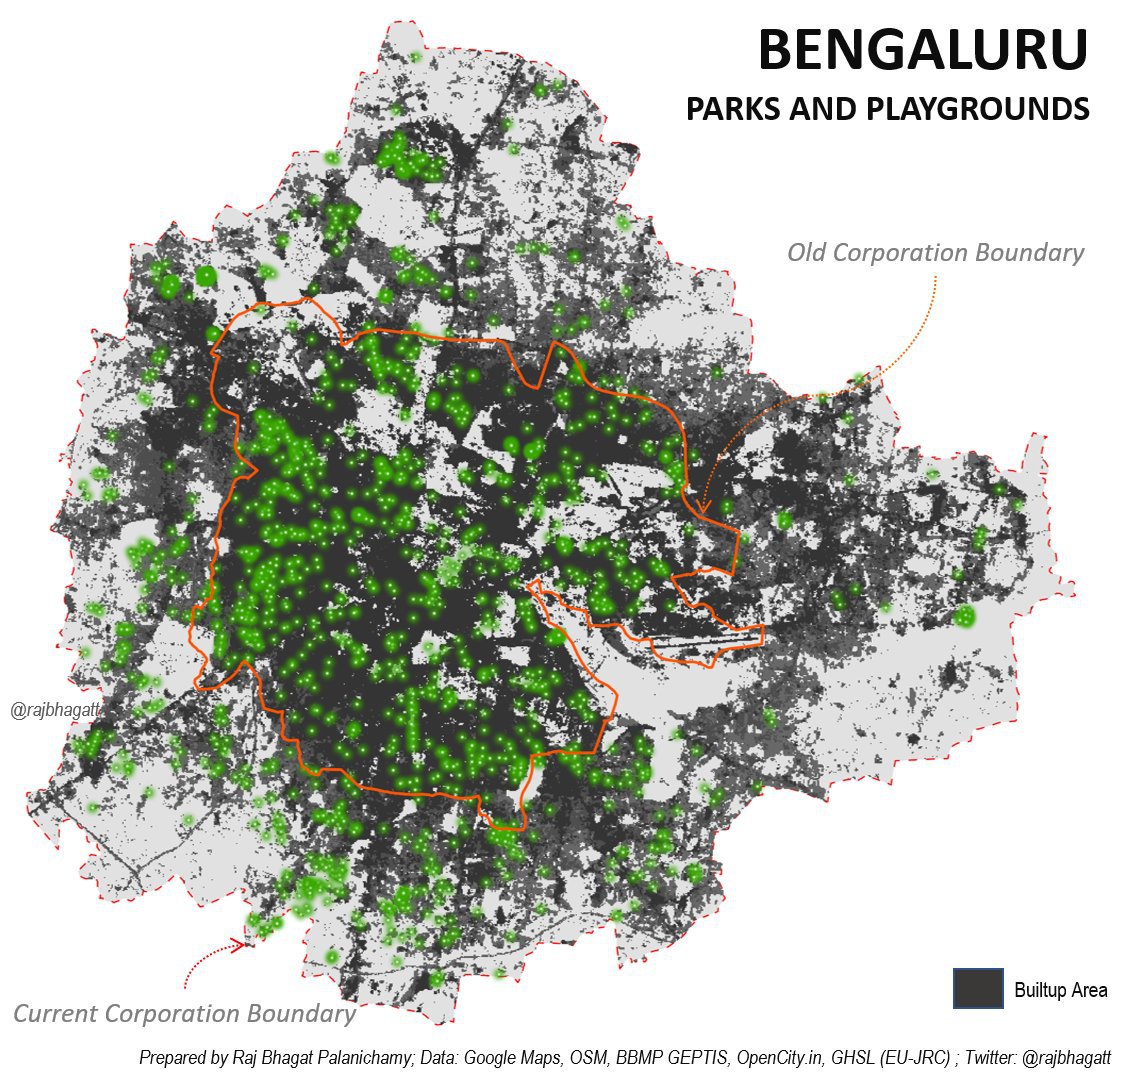 BENGALURU
PARKS AND PLAYGROUNDS
Old Corporation Boundary
@rajbhagatt
Builtup Area
Current Corporation Boundary
Prepared by Raj Bhagat Palanichamy; Data: Google Maps, OSM, BBMP GEPTIS, OpenCity.in, GHSL (EU-JRC) ; Twitter: @rajbhagatt